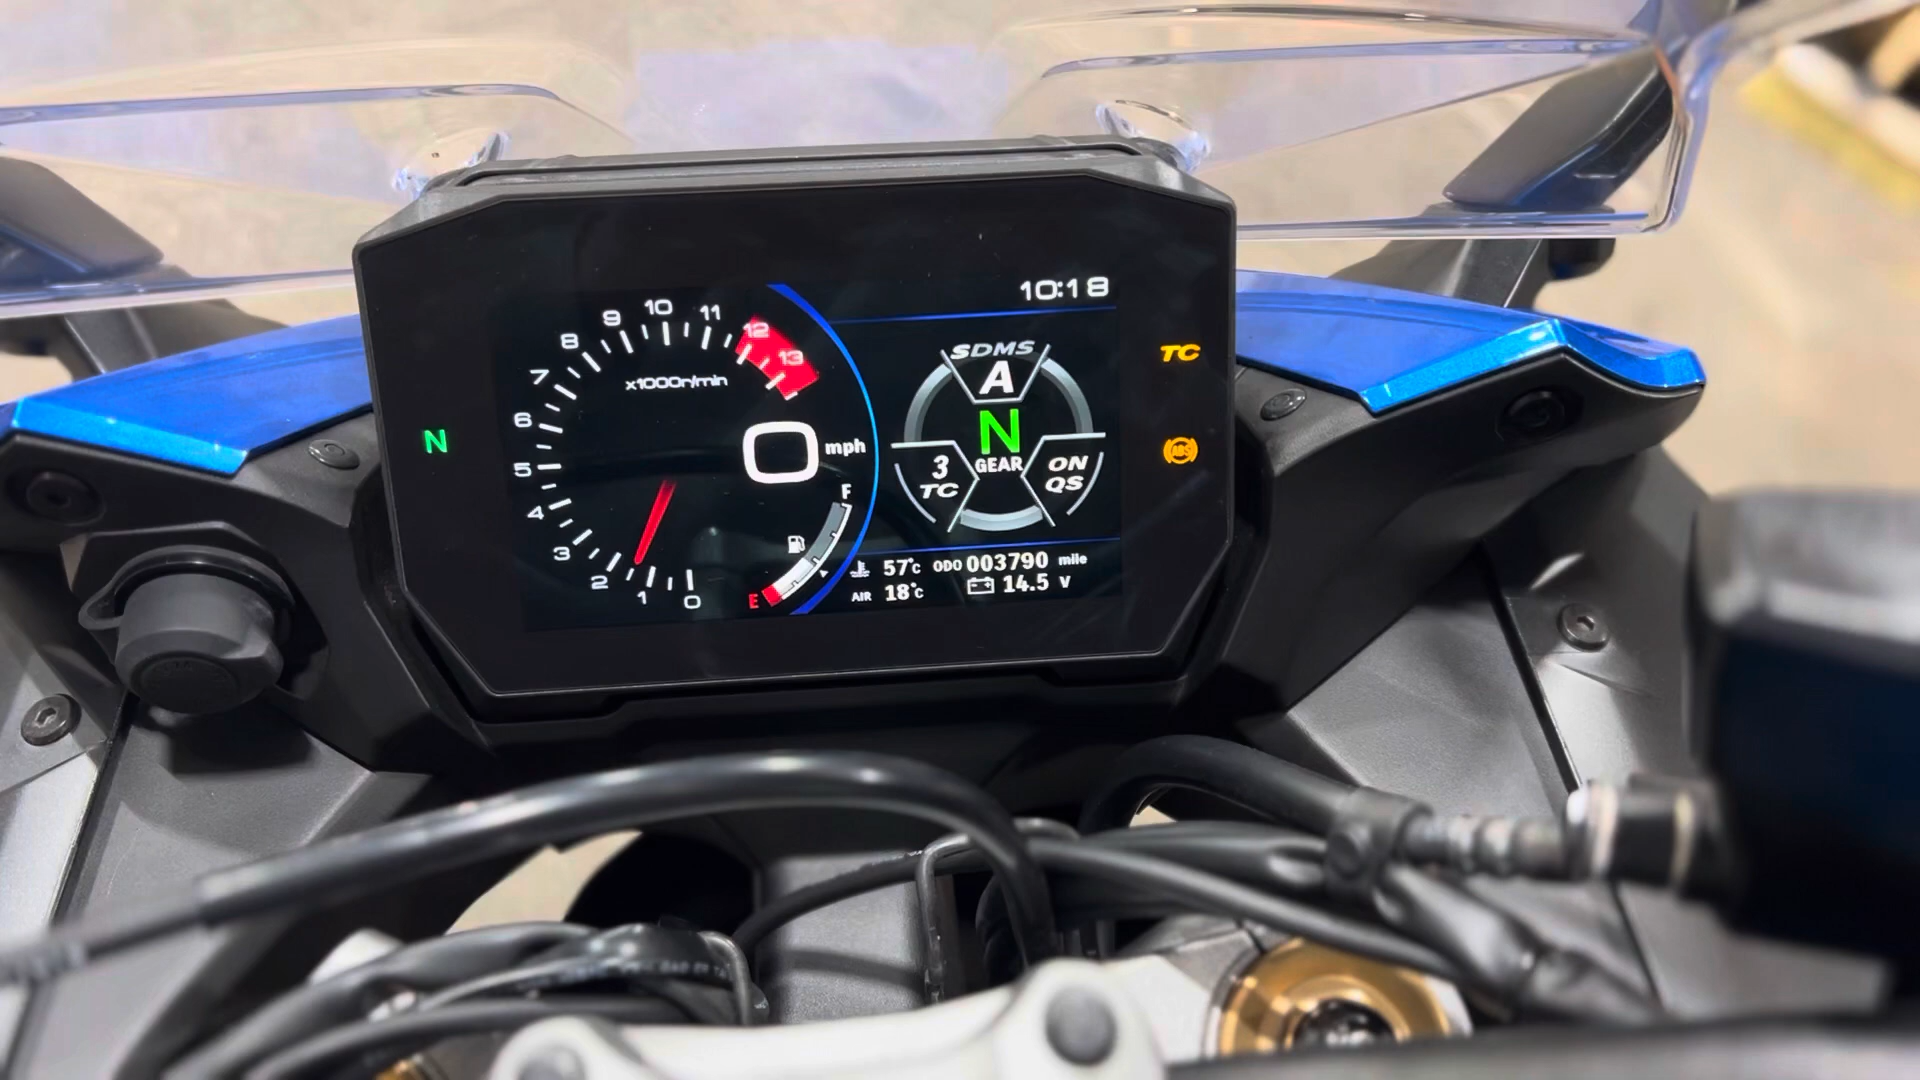 10:18
SDMS
A
N
GEAR
3
TC
ON
QS
TC
ABS
N
0
1
2
3
4
5
6
7
8
9
10
11
12
13
x1000r/min
0 mph
F
E
57°C
ODO 003790 mile
AIR 18°C
14.5 V